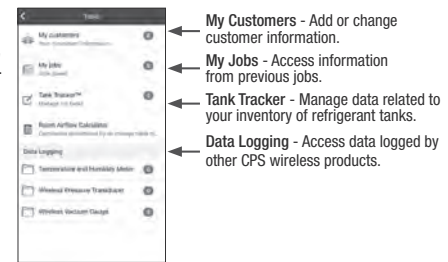 Tools
My Customers
My Jobs
Tank Tracker™
Room Airflow Calculator
Data Logging
Temperature and Humidity Meter
Wireless Pressure Transducer
Wireless Vacuum Gauge
My Customers - Add or change
customer information.
My Jobs - Access information
from previous jobs.
Tank Tracker - Manage data related to
your inventory of refrigerant tanks.
Data Logging - Access data logged by
other CPS wireless products.